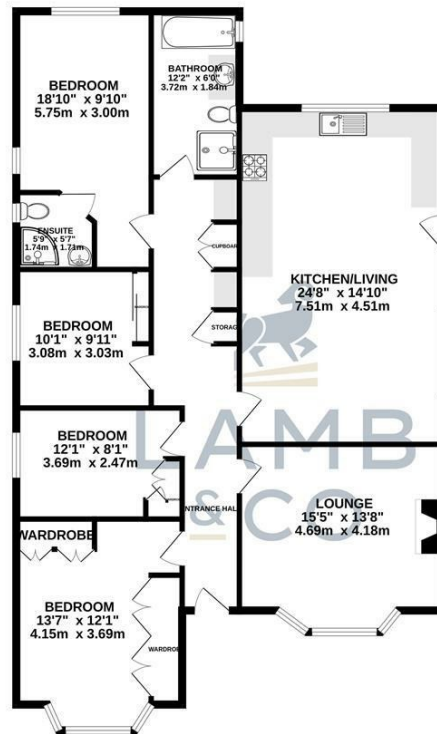 BEDROOM
18'10" x 9'10"
5.75m x 3.00m
BATHROOM
12'2" x 6'0"
3.72m x 1.84m
ENSUITE
5'9" x 5'7"
1.74m x 1.71m
CUPBOARD
STORAG
KITCHEN/LIVING
24'8" x 14'10"
7.51m x 4.51m
BEDROOM
10'1" x 9'11"
3.08m x 3.03m
BEDROOM
12'1" x 8'1"
3.69m x 2.47m
LAMB
& CO
ENTRANCE HALL
LOUNGE
15'5" x 13'8"
4.69m x 4.18m
WARDROBE
BEDROOM
13'7" x 12'1"
4.15m x 3.69m
WARDROBE